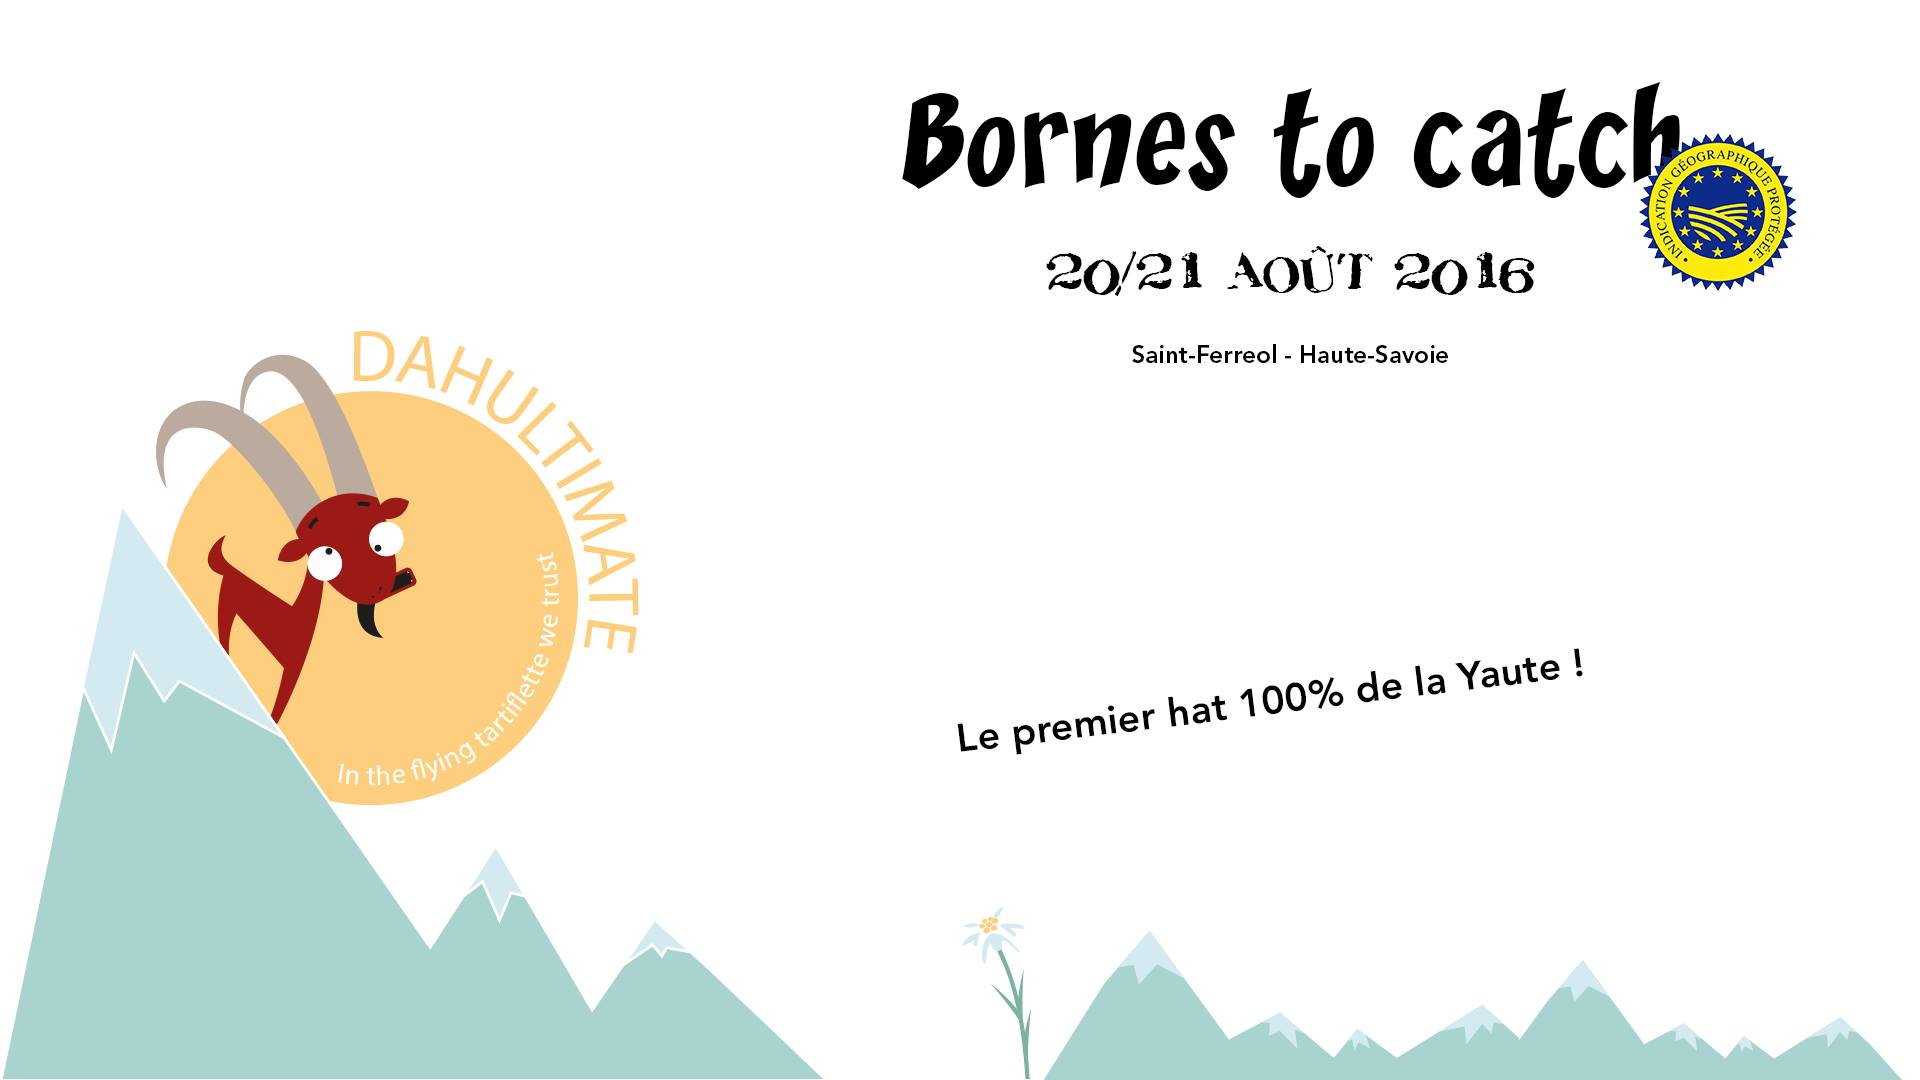 Bornes to catch
INDICATION GÉOGRAPHIQUE PROTÉGÉE
20/21 AOÛT 2016
Saint-Ferreol - Haute-Savoie
DAHULTIMATE
In the flying tartiflette we trust
Le premier hat 100% de la Yaute !